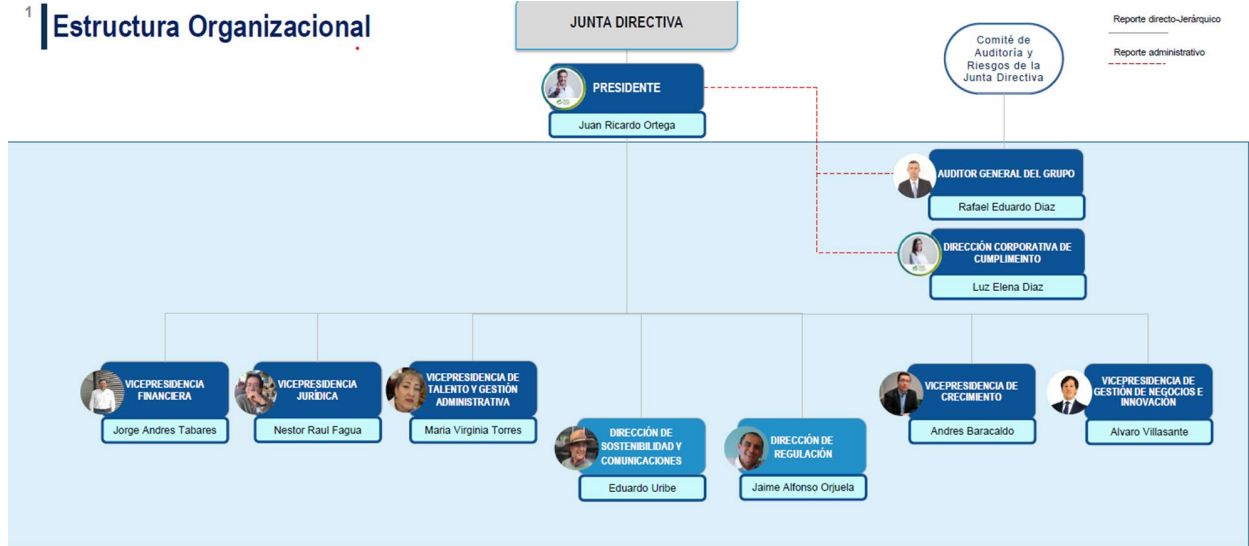 1
Estructura Organizacional
JUNTA DIRECTIVA
Reporte directo-Jerárquico
Reporte administrativo
Comité de
Auditoría y
Riesgos de la
Junta Directiva
PRESIDENTE
Juan Ricardo Ortega
AUDITOR GENERAL DEL GRUPO
Rafael Eduardo Diaz
DIRECCIÓN CORPORATIVA DE
CUMPLIMEINTO
Luz Elena Diaz
VICEPRESIDENCIA
FINANCIERA
Jorge Andres Tabares
VICEPRESIDENCIA
JURÍDICA
Nestor Raul Fagua
VICEPRESIDENCIA DE
TALENTO Y GESTIÓN
ADMINISTRATIVA
Maria Virginia Torres
DIRECCIÓN DE
SOSTENIBILIDAD Y
COMUNICACIONES
Eduardo Uribe
DIRECCIÓN DE
REGULACIÓN
Jaime Alfonso Orjuela
VICEPRESIDENCIA DE
CRECIMIENTO
Andres Baracaldo
VICEPRESIDENCIA DE
GESTIÓN DE NEGOCIOS E
INNOVACIÓN
Alvaro Villasante